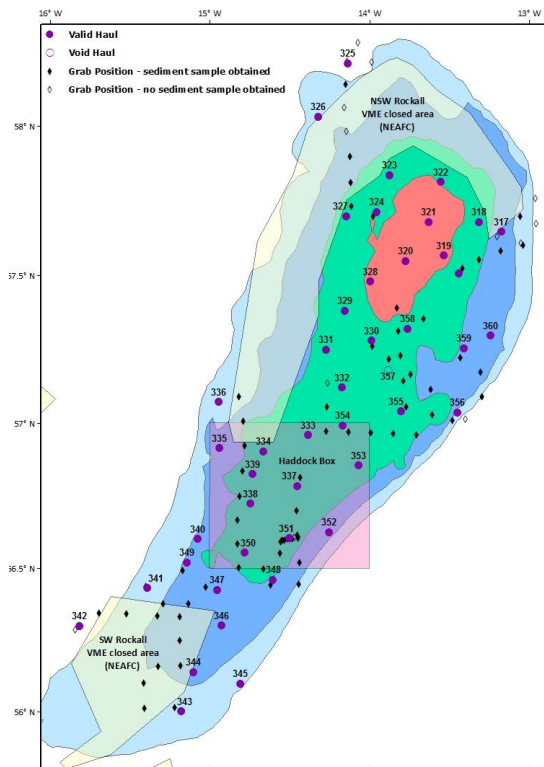 16° W
15° W
14° W
13° W
Valid Haul
Void Haul
Grab Position - sediment sample obtained
Grab Position - no sediment sample obtained
325
326
58° N
NSW Rockall
VME closed area
(NEAFC)
323
322
327
324
321
318
317
320
319
57.5° N
328
329
358
360
330
331
359
357
332
336
355
356
354
57° N
333
335
334
Haddock Box
353
339
337
338
352
340
351
350
349
56.5° N
348
341
347
342
346
SW Rockall
VME closed area
(NEAFC)
344
345
343
56° N